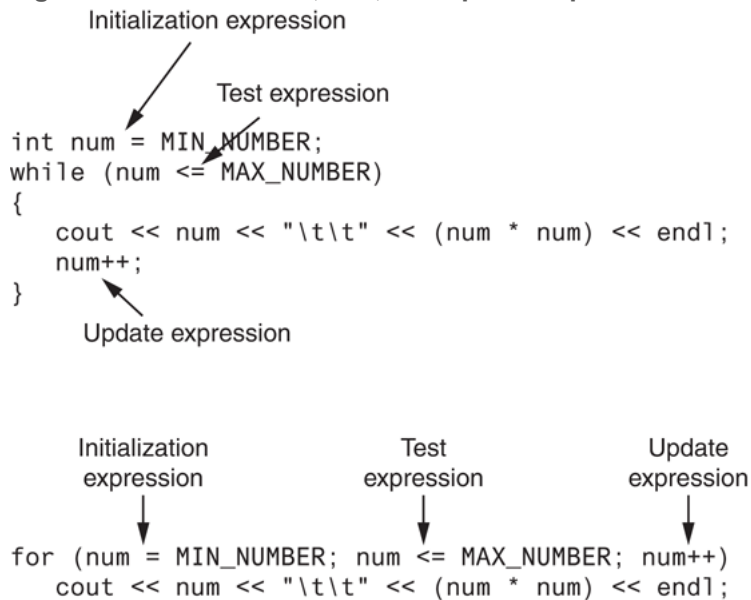 Initialization expression
Test expression
int num = MIN_NUMBER;
while (num <= MAX_NUMBER)
{
cout << num << "\t\t" << (num * num) << endl;
num++;
}
Update expression
Initialization Test Update
expression expression expression
for (num = MIN_NUMBER; num <= MAX_NUMBER; num++)
cout << num << "\t\t" << (num * num) << endl;